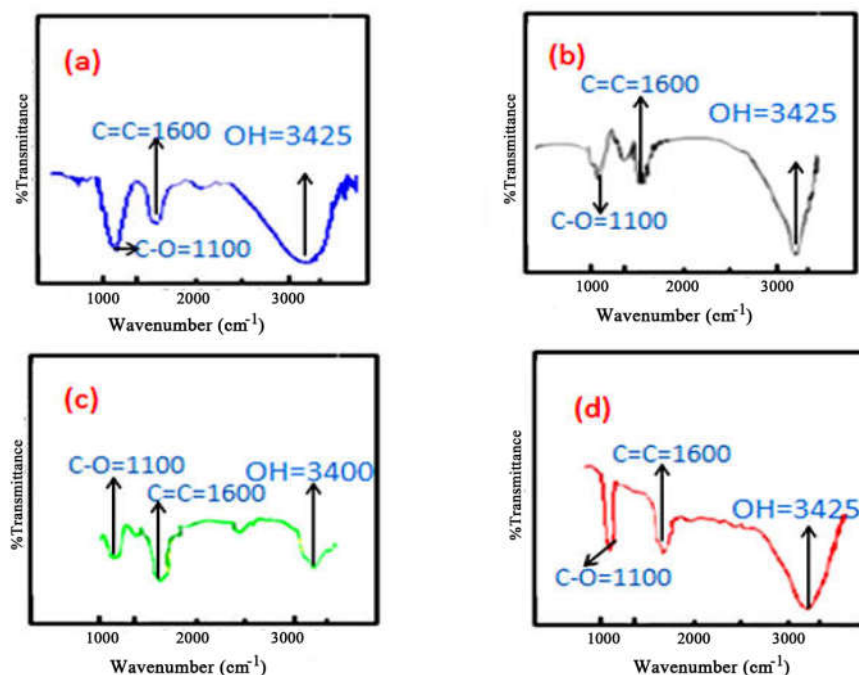 (a)
C=C=1600
OH=3425
C-O=1100
%Transmittance
1000 2000 3000
Wavenumber (cm⁻¹)
(b)
C=C=1600
OH=3425
C-O=1100
%Transmittance
1000 2000 3000
Wavenumber (cm⁻¹)
(c)
C-O=1100
OH=3400
C=C=1600
%Transmittance
1000 2000 3000
Wavenumber (cm⁻¹)
(d)
C=C=1600
OH=3425
C-O=1100
%Transmittance
1000 2000 3000
Wavenumber (cm⁻¹)